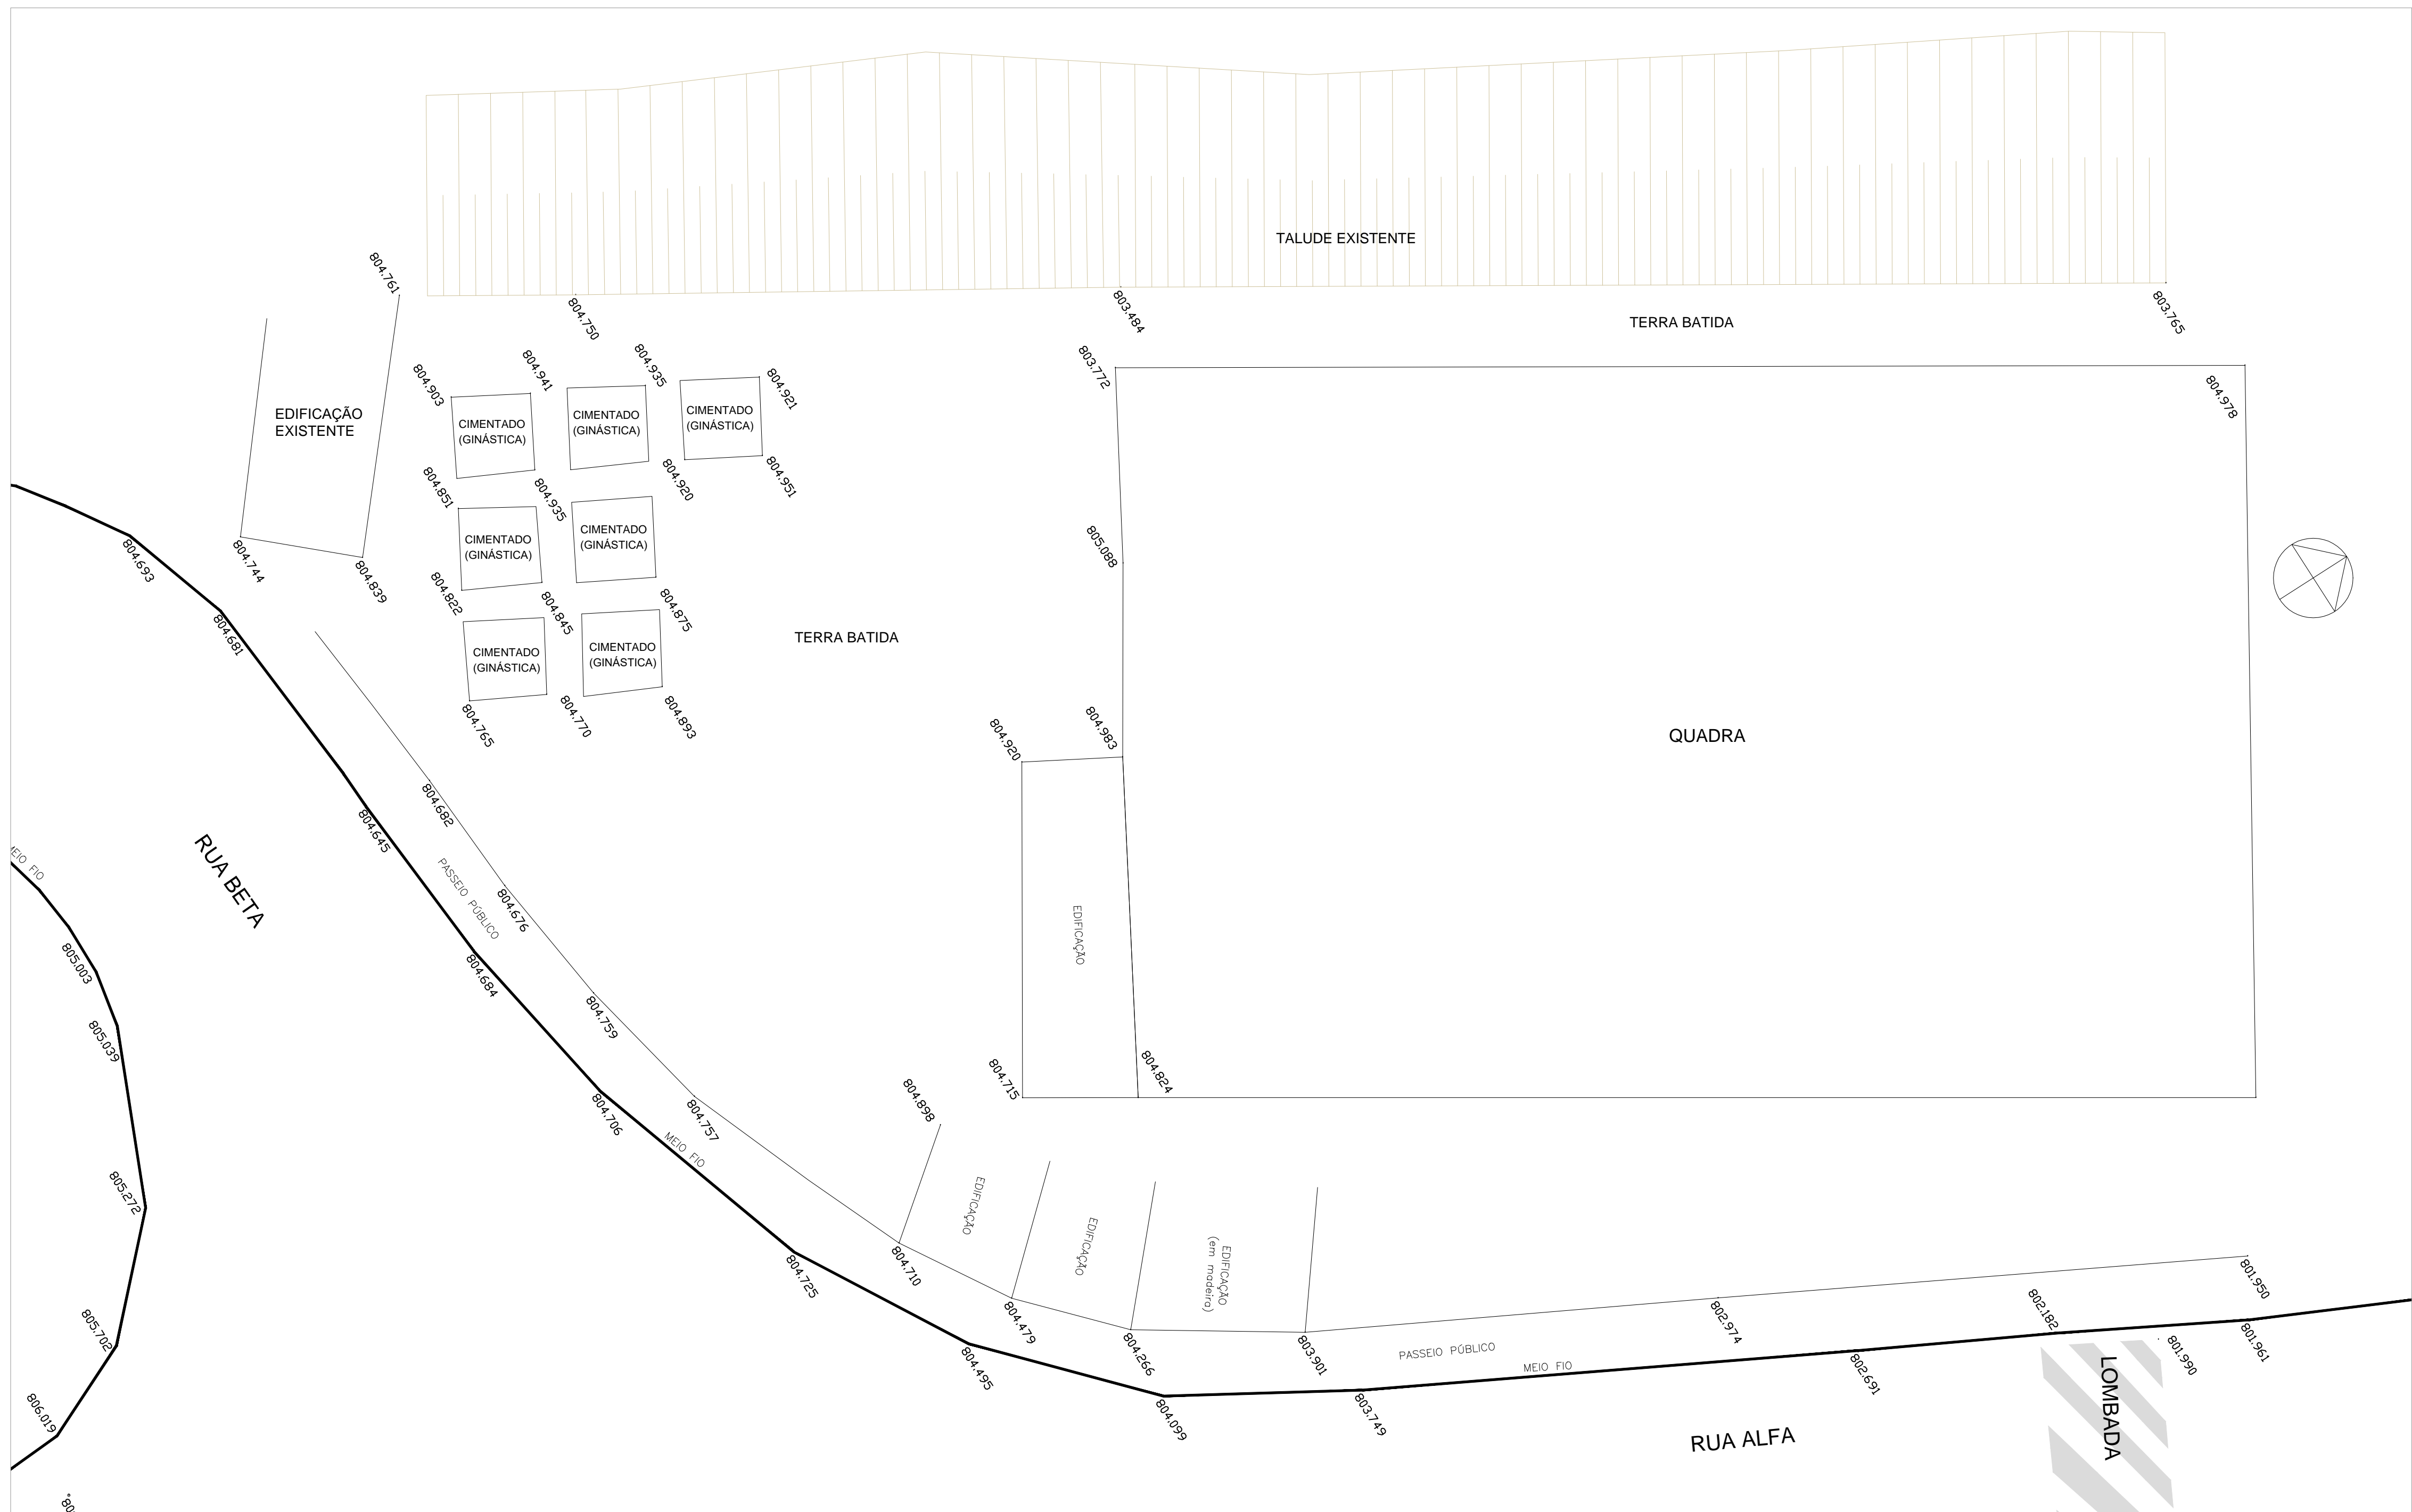 TALUDE EXISTENTE
804.761
804.750
803.484
803.765
TERRA BATIDA
803.772
804.978
804.903
804.941
804.935
804.921
EDIFICAÇÃO
EXISTENTE
CIMENTADO
(GINÁSTICA)
CIMENTADO
(GINÁSTICA)
CIMENTADO
(GINÁSTICA)
804.851
804.935
804.920
804.951
CIMENTADO
(GINÁSTICA)
CIMENTADO
(GINÁSTICA)
805.088
804.693
804.744
804.839
804.822
804.845
804.875
804.681
CIMENTADO
(GINÁSTICA)
CIMENTADO
(GINÁSTICA)
TERRA BATIDA
804.765
804.770
804.893
804.920
804.983
QUADRA
804.682
804.645
MEIO FIO
RUA BETA
PASSEIO PÚBLICO
804.676
EDIFICAÇÃO
805.003
804.684
804.759
805.039
804.715
804.824
804.706
804.757
804.898
MEIO FIO
805.272
EDIFICAÇÃO
EDIFICAÇÃO
EDIFICAÇÃO
(em madeira)
804.725
804.710
801.950
805.702
804.479
804.266
803.901
802.974
802.182
801.961
801.990
804.495
PASSEIO PÚBLICO
MEIO FIO
802.691
LOMBADA
806.019
804.099
803.749
RUA ALFA